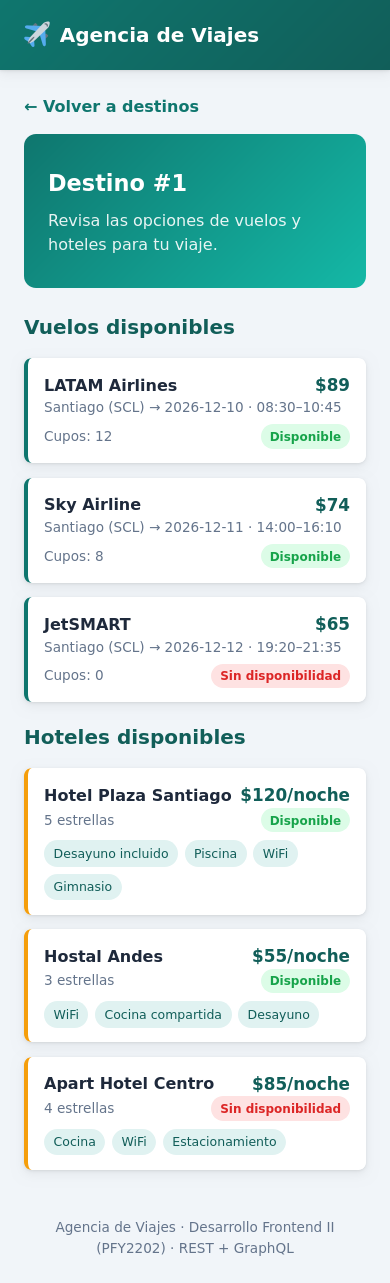 ✈️ Agencia de Viajes
← Volver a destinos
Destino #1
Revisa las opciones de vuelos y
hoteles para tu viaje.
Vuelos disponibles
LATAM Airlines $89
Santiago (SCL) → 2026-12-10 · 08:30–10:45
Cupos: 12 Disponible
Sky Airline $74
Santiago (SCL) → 2026-12-11 · 14:00–16:10
Cupos: 8 Disponible
JetSMART $65
Santiago (SCL) → 2026-12-12 · 19:20–21:35
Cupos: 0 Sin disponibilidad
Hoteles disponibles
Hotel Plaza Santiago $120/noche
5 estrellas Disponible
Desayuno incluido Piscina WiFi
Gimnasio
Hostal Andes $55/noche
3 estrellas Disponible
WiFi Cocina compartida Desayuno
Apart Hotel Centro $85/noche
4 estrellas Sin disponibilidad
Cocina WiFi Estacionamiento
Agencia de Viajes · Desarrollo Frontend II
(PFY2202) · REST + GraphQL